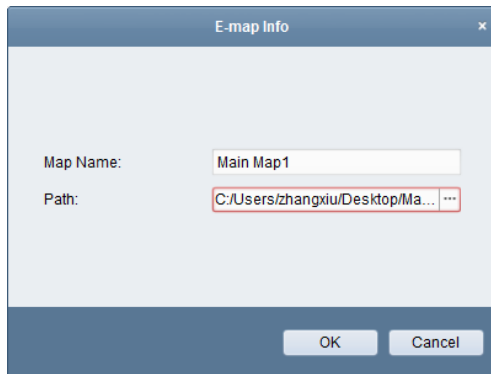 E-map Info
Map Name: Main Map1
Path: C:/Users/zhangxiu/Desktop/Ma... ...
OK Cancel